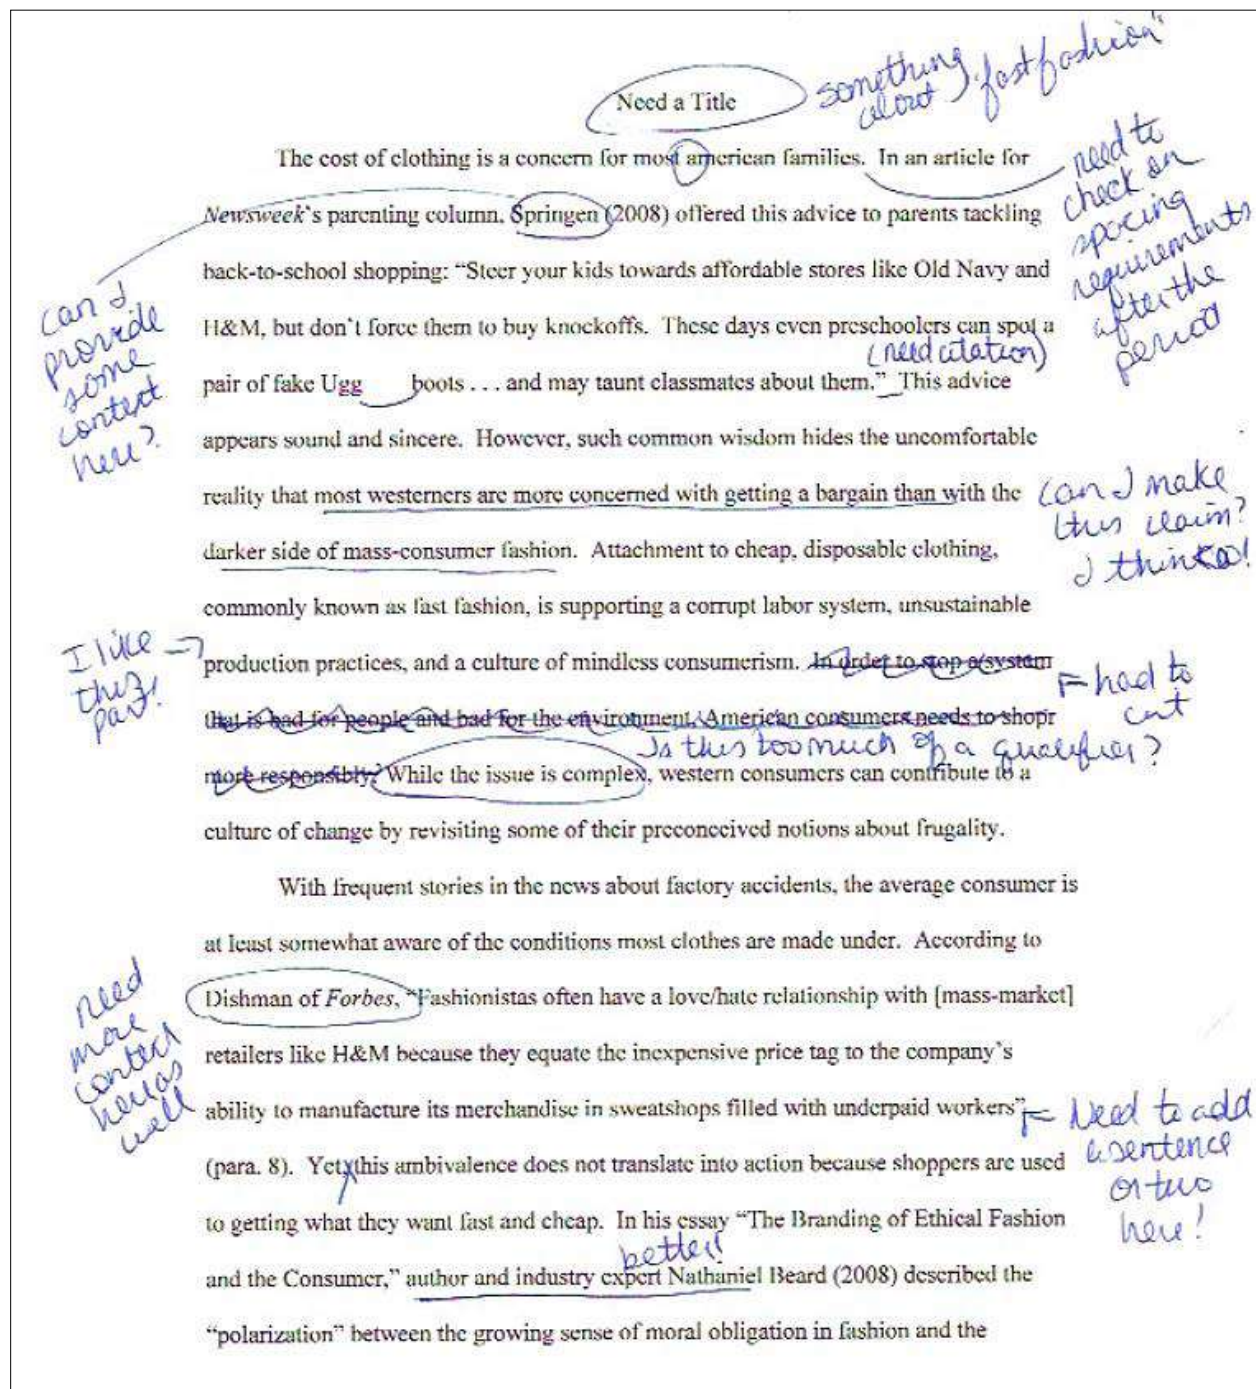 Need a Title
something
about "fast fashion"
The cost of clothing is a concern for most american families. In an article for
need to
check on
spacing
requirements
after the
period
Newsweek's parenting column, Springen (2008) offered this advice to parents tackling
back-to-school shopping: “Steer your kids towards affordable stores like Old Navy and
can I
provide
some
context
here?
H&M, but don’t force them to buy knockoffs. These days even preschoolers can spot a
(need citation)
pair of fake Ugg boots . . . and may taunt classmates about them.” This advice
appears sound and sincere. However, such common wisdom hides the uncomfortable
reality that most westerners are more concerned with getting a bargain than with the
can I make
this claim?
I think so!
darker side of mass-consumer fashion. Attachment to cheap, disposable clothing,
commonly known as fast fashion, is supporting a corrupt labor system, unsustainable
I like
this
part!
production practices, and a culture of mindless consumerism. In order to stop a system
had to
cut
that is bad for people and bad for the environment, American consumers needs to shopr
Is this too much of a qualifier?
more responsibly. While the issue is complex, western consumers can contribute to a
culture of change by revisiting some of their preconceived notions about frugality.
With frequent stories in the news about factory accidents, the average consumer is
at least somewhat aware of the conditions most clothes are made under. According to
need
more
context
here as
well
Dishman of Forbes, “Fashionistas often have a love/hate relationship with [mass-market]
retailers like H&M because they equate the inexpensive price tag to the company’s
ability to manufacture its merchandise in sweatshops filled with underpaid workers”
Need to add
a sentence
or two
here!
(para. 8). Yet, this ambivalence does not translate into action because shoppers are used
to getting what they want fast and cheap. In his essay “The Branding of Ethical Fashion
better!
and the Consumer,” author and industry expert Nathaniel Beard (2008) described the
“polarization” between the growing sense of moral obligation in fashion and the